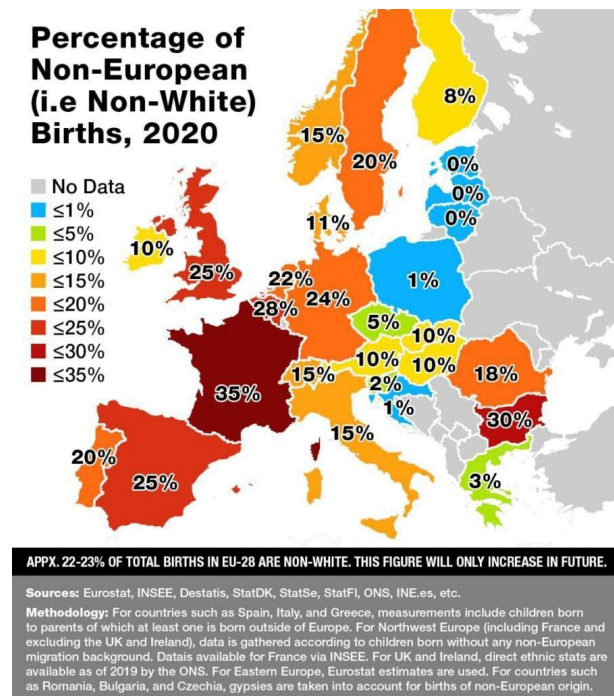 Percentage of
Non-European
(i.e Non-White)
Births, 2020
No Data
≤1%
≤5%
≤10%
≤15%
≤20%
≤25%
≤30%
≤35%
8%
15%
20%
0%
0%
0%
11%
10%
25%
22%
24%
28%
1%
5%
10%
10%
10%
35%
15%
2%
1%
18%
30%
15%
20%
25%
3%
APPX. 22-23% OF TOTAL BIRTHS IN EU-28 ARE NON-WHITE. THIS FIGURE WILL ONLY INCREASE IN FUTURE.
Sources: Eurostat, INSEE, Destatis, StatDK, StatSe, StatFI, ONS, INE.es, etc.
Methodology: For countries such as Spain, Italy, and Greece, measurements include children born
to parents of which at least one is born outside of Europe. For Northwest Europe (including France and
excluding the UK and Ireland), data is gathered according to children born without any non-European
migration background. Datais available for France via INSEE. For UK and Ireland, direct ethnic stats are
available as of 2019 by the ONS. For Eastern Europe, Eurostat estimates are used. For countries such
as Romania, Bulgaria, and Czechia, gypsies are taken into account for births of non-European origin.